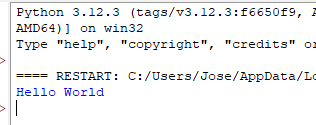 Python 3.12.3 (tags/v3.12.3:f6650f9, A
AMD64)] on win32
Type "help", "copyright", "credits" or
==== RESTART: C:/Users/Jose/AppData/Lo
Hello World